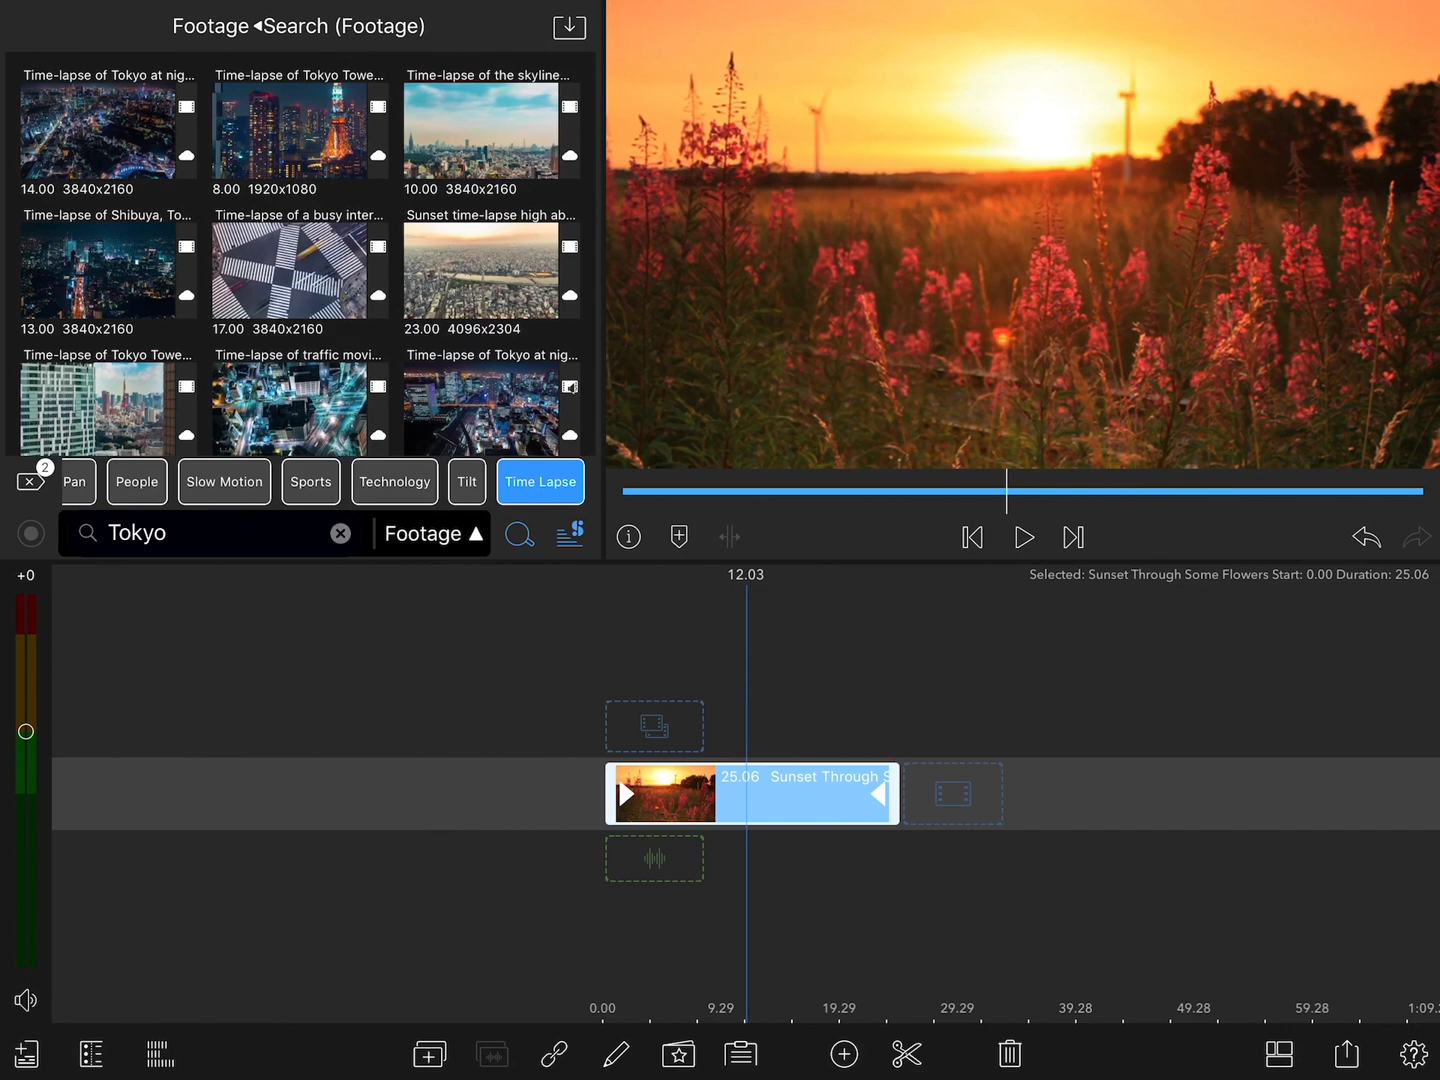 Footage ◂Search (Footage)
Time-lapse of Tokyo at nig...
Time-lapse of Tokyo Towe...
Time-lapse of the skyline...
14.00 3840x2160
8.00 1920x1080
10.00 3840x2160
Time-lapse of Shibuya, To...
Time-lapse of a busy inter...
Sunset time-lapse high ab...
13.00 3840x2160
17.00 3840x2160
23.00 4096x2304
Time-lapse of Tokyo Towe...
Time-lapse of traffic movi...
Time-lapse of Tokyo at nig...
2
Pan
People
Slow Motion
Sports
Technology
Tilt
Time Lapse
Tokyo
Footage ▲
+0
12.03
Selected: Sunset Through Some Flowers Start: 0.00 Duration: 25.06
25.06 Sunset Through S
0.00
9.29
19.29
29.29
39.28
49.28
59.28
1:09.